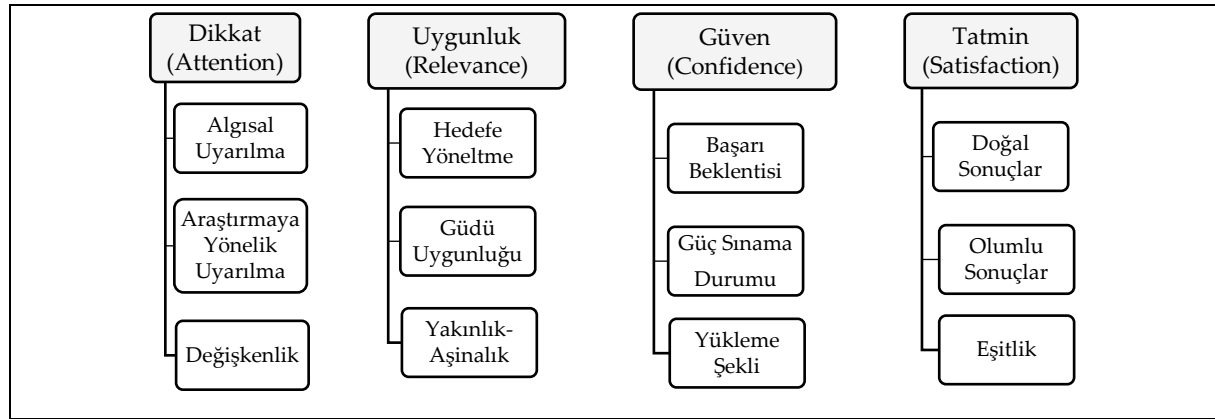 Dikkat
(Attention)
Algısal
Uyarılma
Araştırmaya
Yönelik
Uyarılma
Değişkenlik
Uygunluk
(Relevance)
Hedefe
Yöneltme
Güdü
Uygunluğu
Yakınlık-
Aşinalık
Güven
(Confidence)
Başarı
Beklentisi
Güç Sınama
Durumu
Yükleme
Şekli
Tatmin
(Satisfaction)
Doğal
Sonuçlar
Olumlu
Sonuçlar
Eşitlik